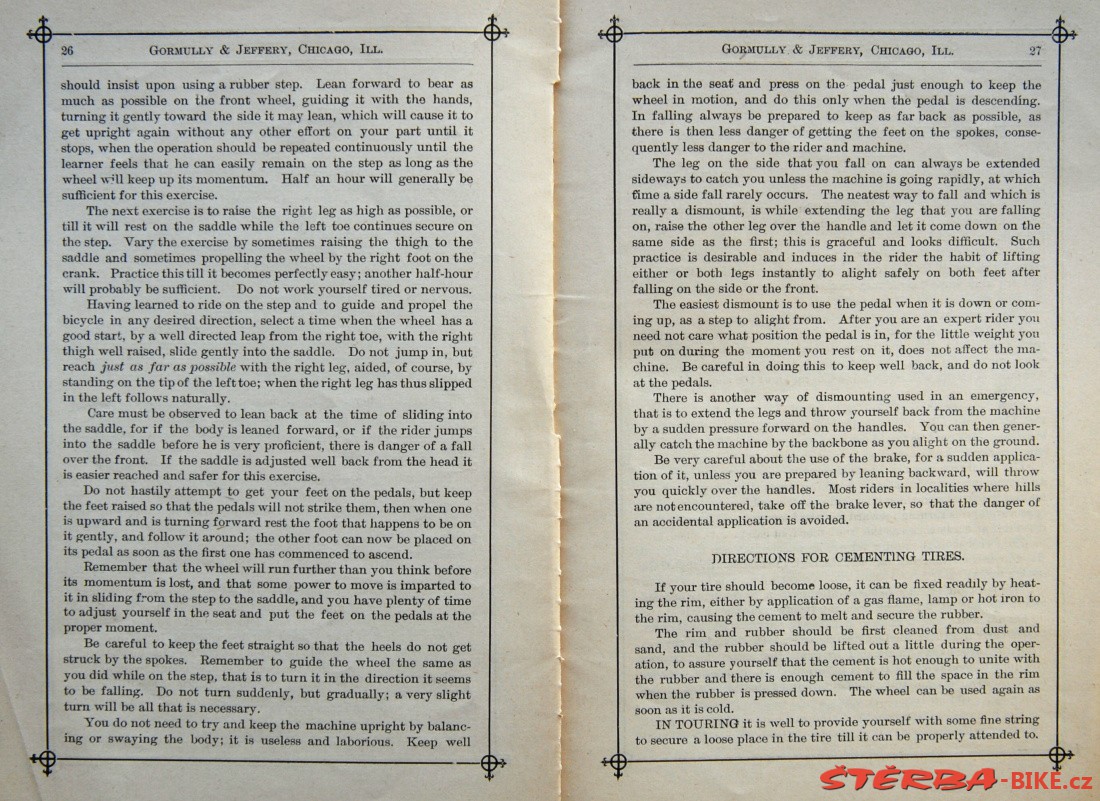 26
GORMULLY & JEFFERY, CHICAGO, ILL.
should insist upon using a rubber step. Lean forward to bear as
much as possible on the front wheel, guiding it with the hands,
turning it gently toward the side it may lean, which will cause it to
get upright again without any other effort on your part until it
stops, when the operation should be repeated continuously until the
learner feels that he can easily remain on the step as long as the
wheel will keep up its momentum. Half an hour will generally be
sufficient for this exercise.
The next exercise is to raise the right leg as high as possible, or
till it will rest on the saddle while the left toe continues secure on
the step. Vary the exercise by sometimes raising the thigh to the
saddle and sometimes propelling the wheel by the right foot on the
crank. Practice this till it becomes perfectly easy; another half-hour
will probably be sufficient. Do not work yourself tired or nervous.
Having learned to ride on the step and to guide and propel the
bicycle in any desired direction, select a time when the wheel has a
good start, by a well directed leap from the right toe, with the right
thigh well raised, slide gently into the saddle. Do not jump in, but
reach just as far as possible with the right leg, aided, of course, by
standing on the tip of the left toe; when the right leg has thus slipped
in the left follows naturally.
Care must be observed to lean back at the time of sliding into
the saddle, for if the body is leaned forward, or if the rider jumps
into the saddle before he is very proficient, there is danger of a fall
over the front. If the saddle is adjusted well back from the head it
is easier reached and safer for this exercise.
Do not hastily attempt to get your feet on the pedals, but keep
the feet raised so that the pedals will not strike them, then when one
is upward and is turning forward rest the foot that happens to be on
it gently, and follow it around; the other foot can now be placed on
its pedal as soon as the first one has commenced to ascend.
Remember that the wheel will run further than you think before
its momentum is lost, and that some power to move is imparted to
it in sliding from the step to the saddle, and you have plenty of time
to adjust yourself in the seat and put the feet on the pedals at the
proper moment.
Be careful to keep the feet straight so that the heels do not get
struck by the spokes. Remember to guide the wheel the same as
you did while on the step, that is to turn it in the direction it seems
to be falling. Do not turn suddenly, but gradually; a very slight
turn will be all that is necessary.
You do not need to try and keep the machine upright by balanc-
ing or swaying the body; it is useless and laborious. Keep well
GORMULLY & JEFFERY, CHICAGO, ILL.
27
back in the seat and press on the pedal just enough to keep the
wheel in motion, and do this only when the pedal is descending.
In falling always be prepared to keep as far back as possible, as
there is then less danger of getting the feet on the spokes, conse-
quently less danger to the rider and machine.
The leg on the side that you fall on can always be extended
sideways to catch you unless the machine is going rapidly, at which
time a side fall rarely occurs. The neatest way to fall and which is
really a dismount, is while extending the leg that you are falling
on, raise the other leg over the handle and let it come down on the
same side as the first; this is graceful and looks difficult. Such
practice is desirable and induces in the rider the habit of lifting
either or both legs instantly to alight safely on both feet after
falling on the side or the front.
The easiest dismount is to use the pedal when it is down or com-
ing up, as a step to alight from. After you are an expert rider you
need not care what position the pedal is in, for the little weight you
put on during the moment you rest on it, does not affect the ma-
chine. Be careful in doing this to keep well back, and do not look
at the pedals.
There is another way of dismounting used in an emergency,
that is to extend the legs and throw yourself back from the machine
by a sudden pressure forward on the handles. You can then gener-
ally catch the machine by the backbone as you alight on the ground.
Be very careful about the use of the brake, for a sudden applica-
tion of it, unless you are prepared by leaning backward, will throw
you quickly over the handles. Most riders in localities where hills
are not encountered, take off the brake lever, so that the danger of
an accidental application is avoided.
DIRECTIONS FOR CEMENTING TIRES.
If your tire should become loose, it can be fixed readily by heat-
ing the rim, either by application of a gas flame, lamp or hot iron to
the rim, causing the cement to melt and secure the rubber.
The rim and rubber should be first cleaned from dust and
sand, and the rubber should be lifted out a little during the oper-
ation, to assure yourself that the cement is hot enough to unite with
the rubber and there is enough cement to fill the space in the rim
when the rubber is pressed down. The wheel can be used again as
soon as it is cold.
IN TOURING it is well to provide yourself with some fine string
to secure a loose place in the tire till it can be properly attended to.
ŠTĚRBA-BIKE.cz